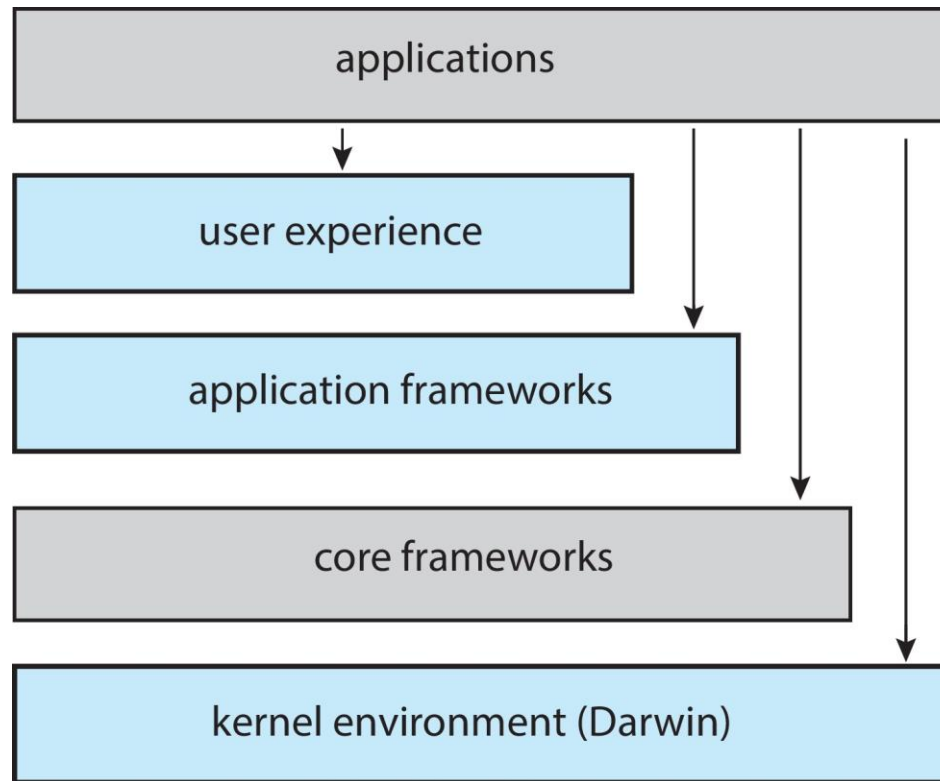 applications
user experience
application frameworks
core frameworks
kernel environment (Darwin)